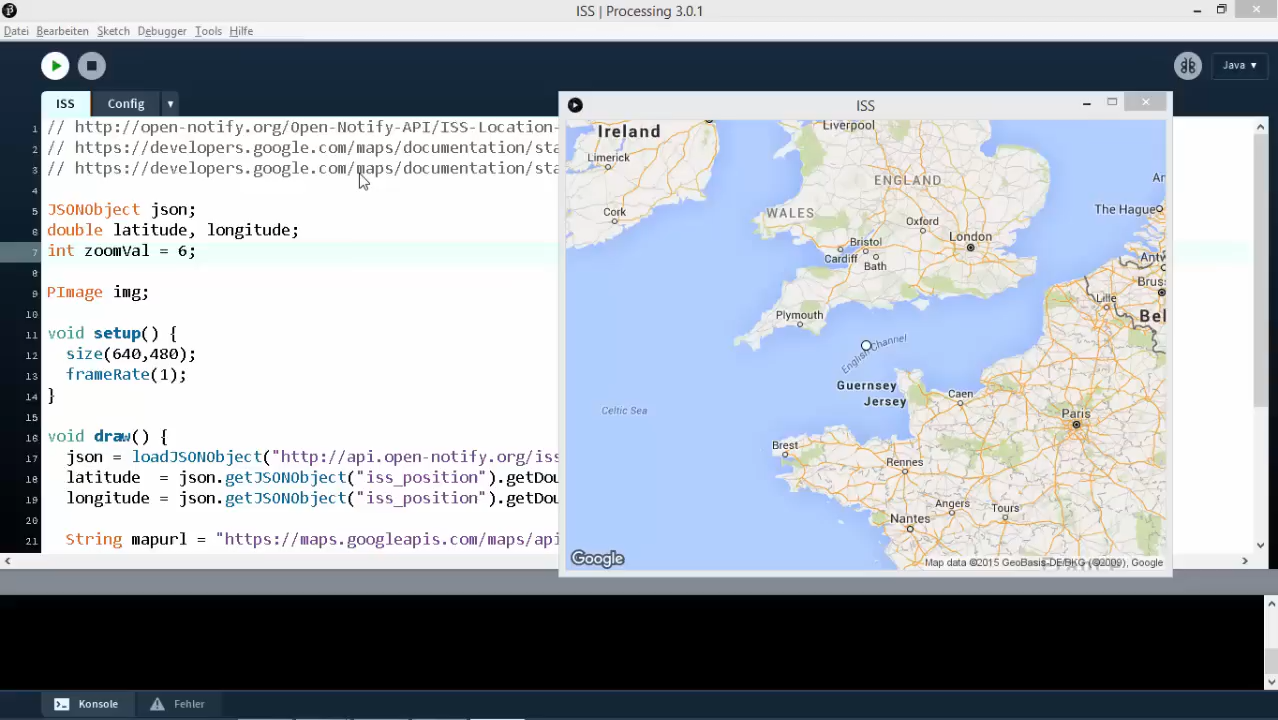 ISS | Processing 3.0.1
Datei Bearbeiten Sketch Debugger Tools Hilfe
Java
ISS Config
1 // http://open-notify.org/Open-Notify-API/ISS-Location-
2 // https://developers.google.com/maps/documentation/sta
3 // https://developers.google.com/maps/documentation/sta
4
5 JSONObject json;
6 double latitude, longitude;
7 int zoomVal = 6;
8
9 PImage img;
10
11 void setup() {
12 size(640,480);
13 frameRate(1);
14 }
15
16 void draw() {
17 json = loadJSONObject("http://api.open-notify.org/iss
18 latitude = json.getJSONObject("iss_position").getDou
19 longitude = json.getJSONObject("iss_position").getDou
20
21 String mapurl = "https://maps.googleapis.com/maps/api
ISS
Ireland
Liverpool
Limerick
ENGLAND
WALES
The Hague
Cork
Oxford
London
Bristol
Cardiff
Bath
Lille
Plymouth
English Channel
Guernsey
Jersey
Caen
Celtic Sea
Paris
Brest
Rennes
Angers
Tours
Nantes
Google
Map data ©2015 GeoBasis-DE/BKG (©2009), Google
Konsole Fehler